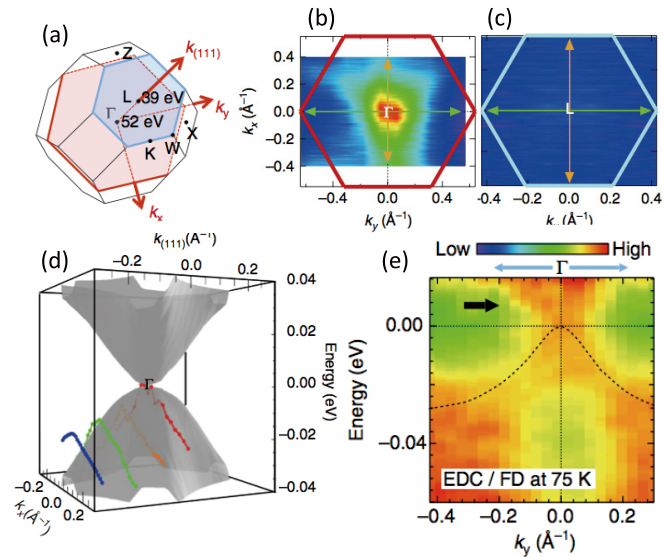 (a)
Z
k(111)
L
39 eV
Γ
52 eV
ky
X
W
K
kx
(b)
0.4
0.2
0.0
-0.2
-0.4
kx (Å⁻¹)
Γ
-0.4 0.0 0.4
ky (Å⁻¹)
(c)
L
-0.4 0.0 0.4
(Å⁻¹)
(d)
k(111)(A⁻¹)
-0.2 0.0 0.2
0.04
0.02
0.00
-0.02
-0.04
Energy (eV)
Γ
-0.2
0.0
0.2
kx(Å⁻¹)
(e)
Low High
Γ
0.00
-0.04
Energy (eV)
EDC / FD at 75 K
-0.4 -0.2 0.0 0.2
ky (Å⁻¹)